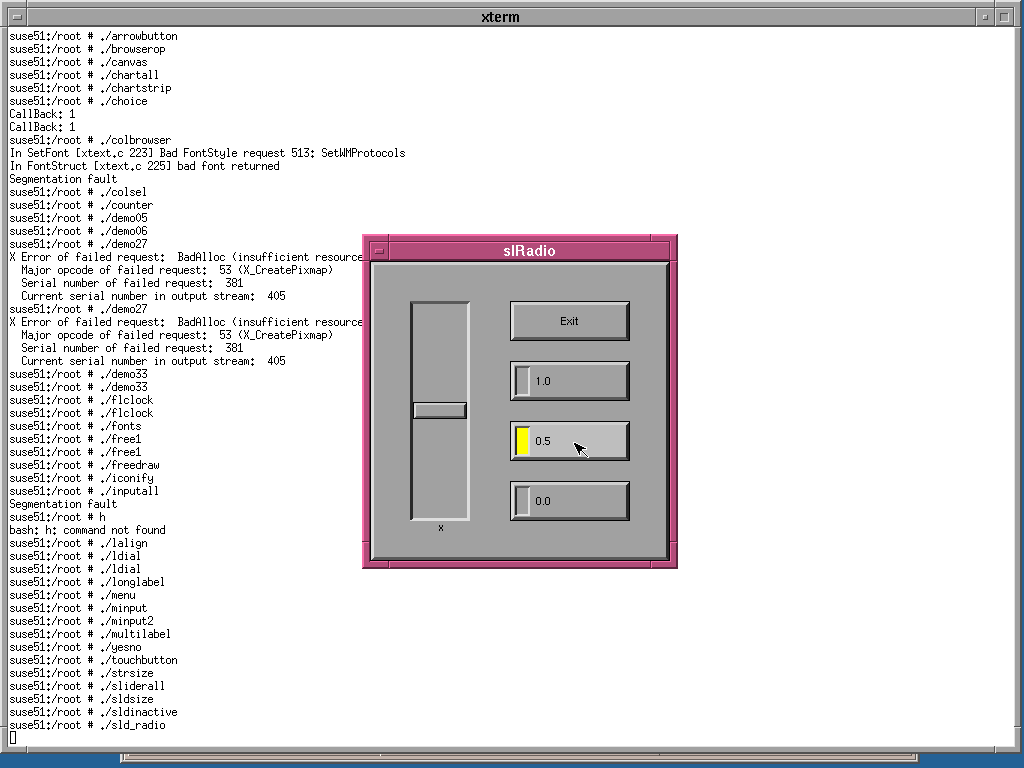 xterm
suse51:/root # ./arrowbutton
suse51:/root # ./browserop
suse51:/root # ./canvas
suse51:/root # ./chartall
suse51:/root # ./chartstrip
suse51:/root # ./choice
CallBack: 1
CallBack: 1
suse51:/root # ./colbrowser
In SetFont [xtext.c 223] Bad FontStyle request 513: SetWMProtocols
In FontStruct [xtext.c 225] bad font returned
Segmentation fault
suse51:/root # ./colsel
suse51:/root # ./counter
suse51:/root # ./demo05
suse51:/root # ./demo06
suse51:/root # ./demo27
X Error of failed request:  BadAlloc (insufficient resource
  Major opcode of failed request:  53 (X_CreatePixmap)
  Serial number of failed request:  381
  Current serial number in output stream:  405
suse51:/root # ./demo27
X Error of failed request:  BadAlloc (insufficient resource
  Major opcode of failed request:  53 (X_CreatePixmap)
  Serial number of failed request:  381
  Current serial number in output stream:  405
suse51:/root # ./demo33
suse51:/root # ./demo33
suse51:/root # ./flclock
suse51:/root # ./flclock
suse51:/root # ./fonts
suse51:/root # ./free1
suse51:/root # ./free1
suse51:/root # ./freedraw
suse51:/root # ./iconify
suse51:/root # ./inputall
Segmentation fault
suse51:/root # h
bash: h: command not found
suse51:/root # ./lalign
suse51:/root # ./ldial
suse51:/root # ./ldial
suse51:/root # ./longlabel
suse51:/root # ./menu
suse51:/root # ./minput
suse51:/root # ./minput2
suse51:/root # ./multilabel
suse51:/root # ./yesno
suse51:/root # ./touchbutton
suse51:/root # ./strsize
suse51:/root # ./sliderall
suse51:/root # ./sldsize
suse51:/root # ./sldinactive
suse51:/root # ./sld_radio
slRadio
Exit
1.0
0.5
0.0
x